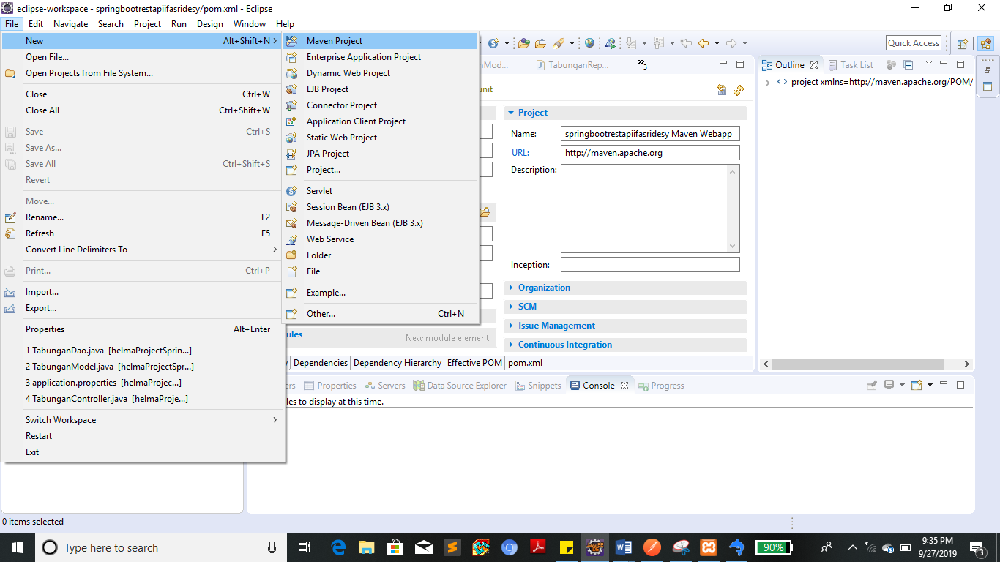 eclipse-workspace - springbootrestapiifasridesy/pom.xml - Eclipse
File Edit Navigate Search Project Run Design Window Help
New Alt+Shift+N
Open File...
Open Projects from File System...
Close Ctrl+W
Close All Ctrl+Shift+W
Save Ctrl+S
Save As...
Save All Ctrl+Shift+S
Revert
Move...
Rename... F2
Refresh F5
Convert Line Delimiters To
Print... Ctrl+P
Import...
Export...
Properties Alt+Enter
1 TabunganDao.java [helmaProjectSprin...]
2 TabunganModel.java [helmaProjectSpr...]
3 application.properties [helmaProjec...]
4 TabunganController.java [helmaProje...]
Switch Workspace
Restart
Exit
Maven Project
Enterprise Application Project
Dynamic Web Project
EJB Project
Connector Project
Application Client Project
Static Web Project
JPA Project
Project...
Servlet
Session Bean (EJB 3.x)
Message-Driven Bean (EJB 3.x)
Web Service
Folder
File
Example...
Other... Ctrl+N
Quick Access
nMod... TabunganRep... »3
unit
Project
Name: springbootrestapiifasridesy Maven Webapp
URL: http://maven.apache.org
Description:
Inception:
Organization
SCM
Issue Management
Continuous Integration
ules
New module element
Dependencies Dependency Hierarchy Effective POM pom.xml
Outline Task List
project xmlns=http://maven.apache.org/POM/
ers Properties Servers Data Source Explorer Snippets Console Progress
les to display at this time.
0 items selected
Type here to search
90%
9:35 PM
9/27/2019
3